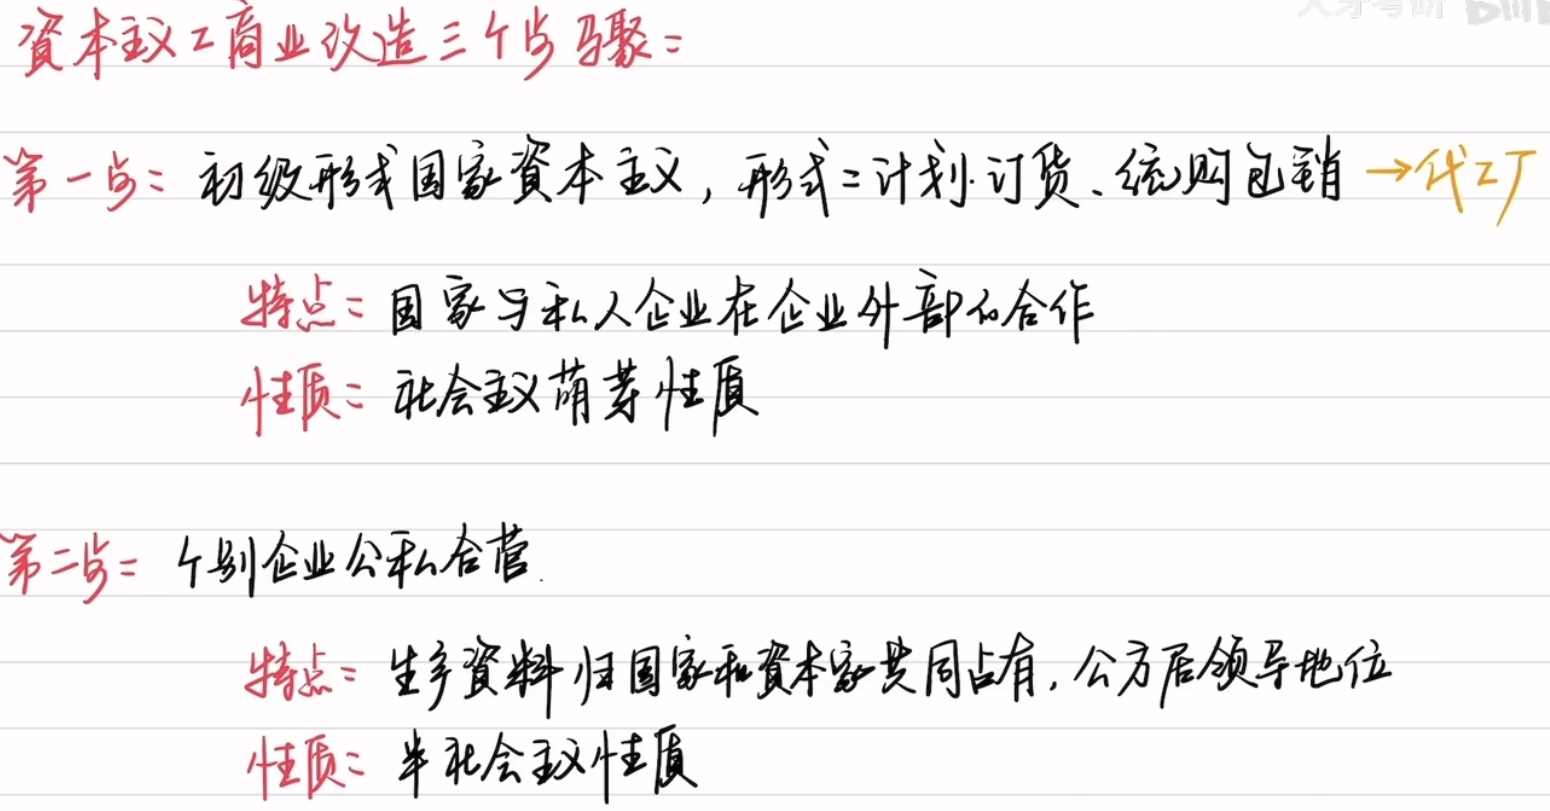 資本主义工商业改造三个步骤:
第一步: 初级形式国家資本主义, 形式:计划订货、统购包销 →代工厂
特点: 国家与私人企业在企业外部的合作
性质: 社会主义萌芽性质
第二步: 个别企业公私合营.
特点: 生产資料归国家和資本家共同占有, 公方居领导地位
性质: 半社会主义性质